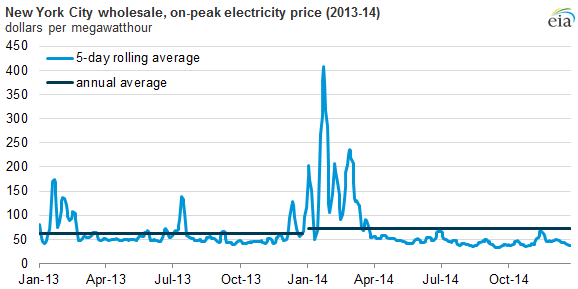 New York City wholesale, on-peak electricity price (2013-14)
dollars per megawatthour
eia
450
400
350
300
250
200
150
100
50
0
5-day rolling average
annual average
Jan-13 Apr-13 Jul-13 Oct-13 Jan-14 Apr-14 Jul-14 Oct-14